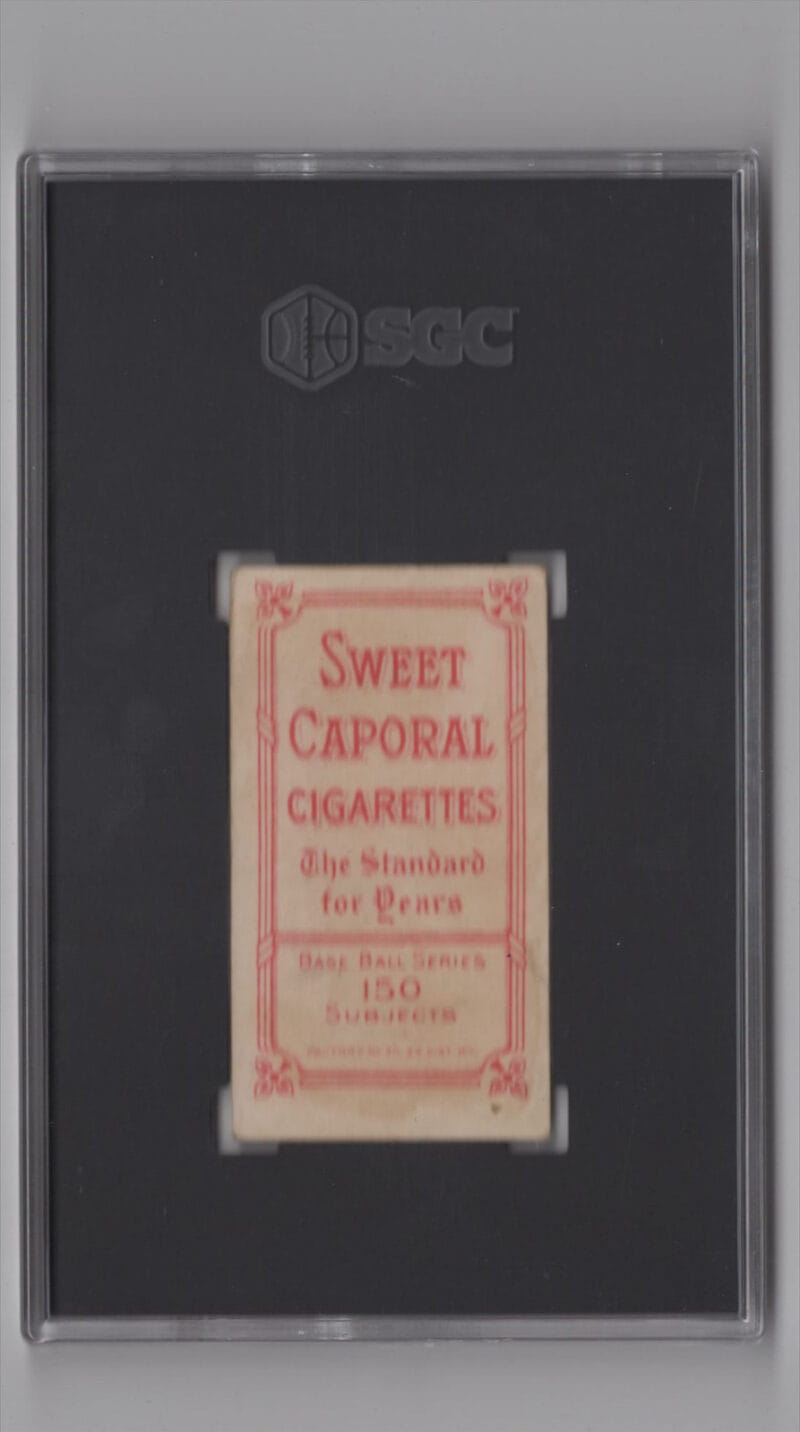 SGC
SWEET
CAPORAL
CIGARETTES
The Standard
for Years
BASE BALL SERIES
150
SUBJECTS